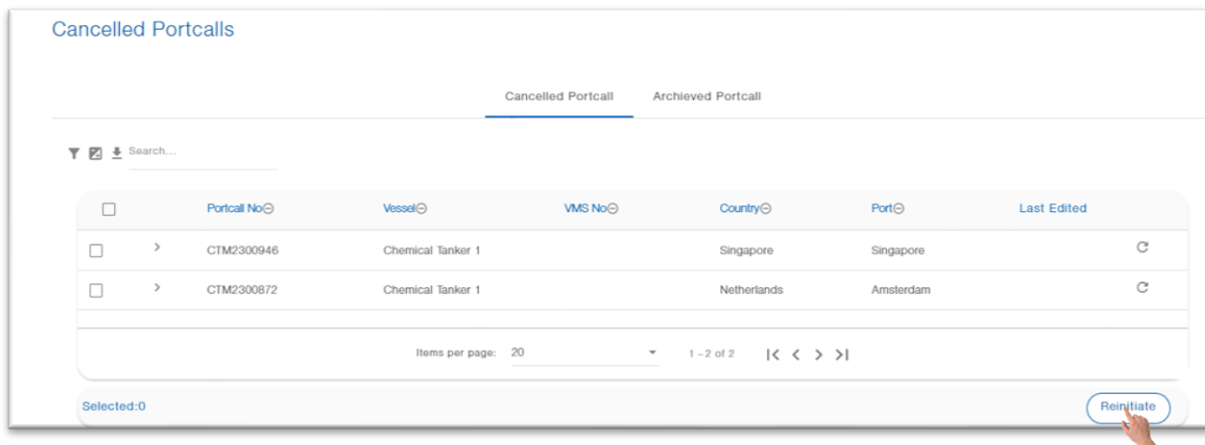 Cancelled Portcalls
Cancelled Portcall Archieved Portcall
Search...
Portcall No Vessel VMS No Country Port Last Edited
CTM2300946 Chemical Tanker 1 Singapore Singapore
CTM2300872 Chemical Tanker 1 Netherlands Amsterdam
Items per page: 20 1 – 2 of 2
Selected:0 Reinitiate